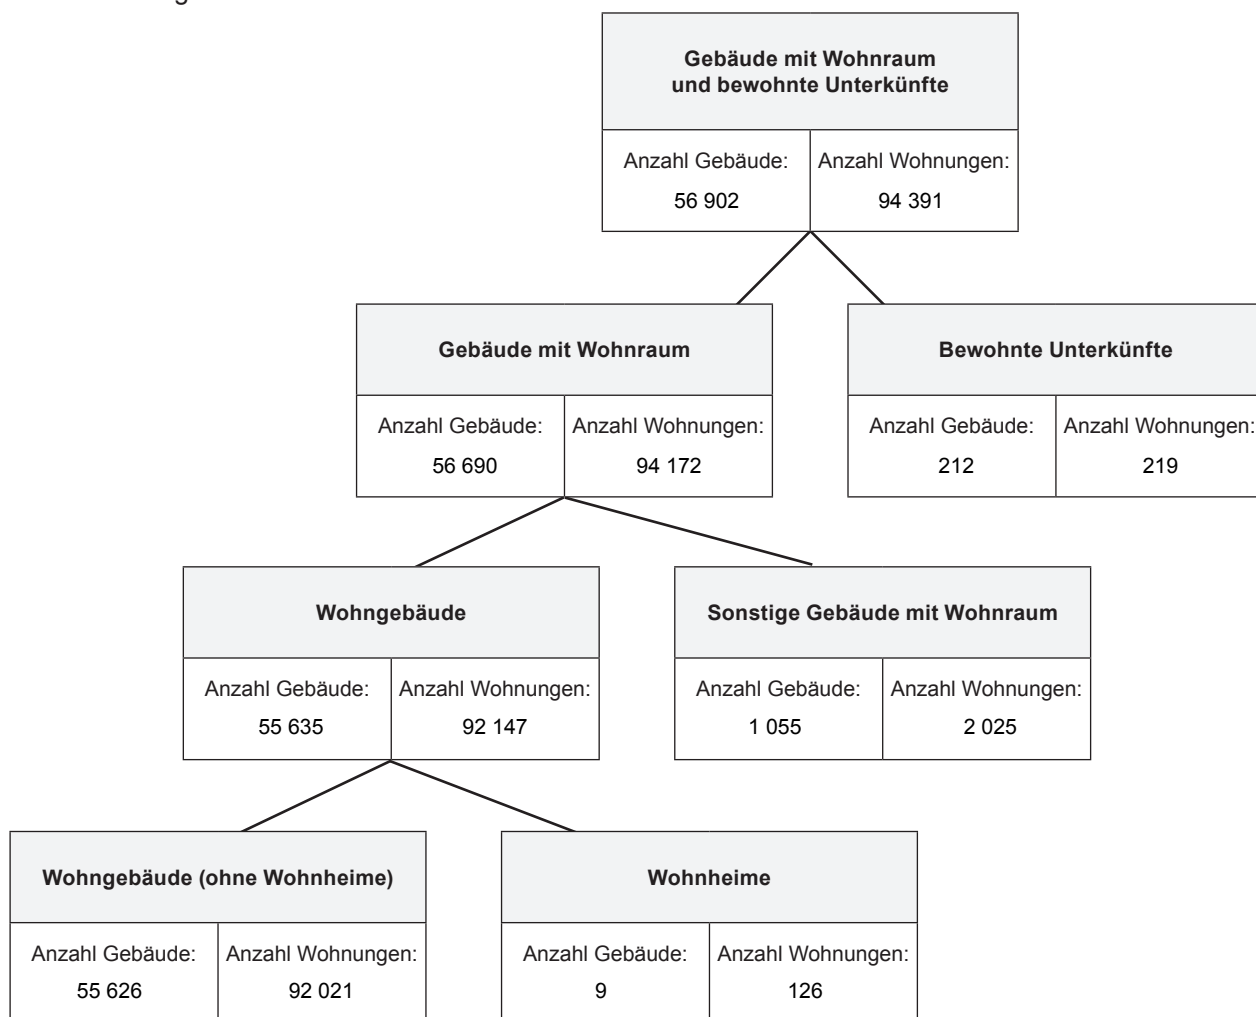 Gebäude mit Wohnraum
und bewohnte Unterkünfte
Anzahl Gebäude: Anzahl Wohnungen:
56 902 94 391
Gebäude mit Wohnraum
Anzahl Gebäude: Anzahl Wohnungen:
56 690 94 172
Bewohnte Unterkünfte
Anzahl Gebäude: Anzahl Wohnungen:
212 219
Wohngebäude
Anzahl Gebäude: Anzahl Wohnungen:
55 635 92 147
Sonstige Gebäude mit Wohnraum
Anzahl Gebäude: Anzahl Wohnungen:
1 055 2 025
Wohngebäude (ohne Wohnheime)
Anzahl Gebäude: Anzahl Wohnungen:
55 626 92 021
Wohnheime
Anzahl Gebäude: Anzahl Wohnungen:
9 126